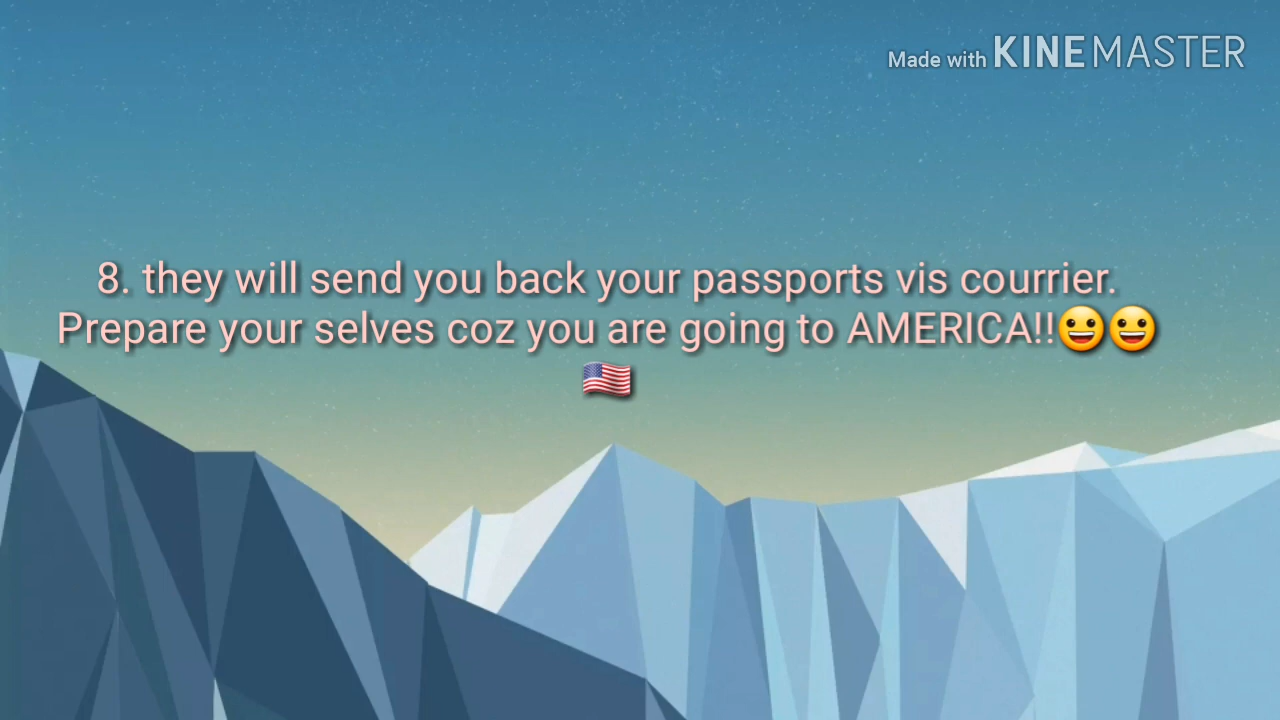 Made with KINEMASTER
8. they will send you back your passports vis courrier.
Prepare your selves coz you are going to AMERICA!!😀😀
🇺🇸